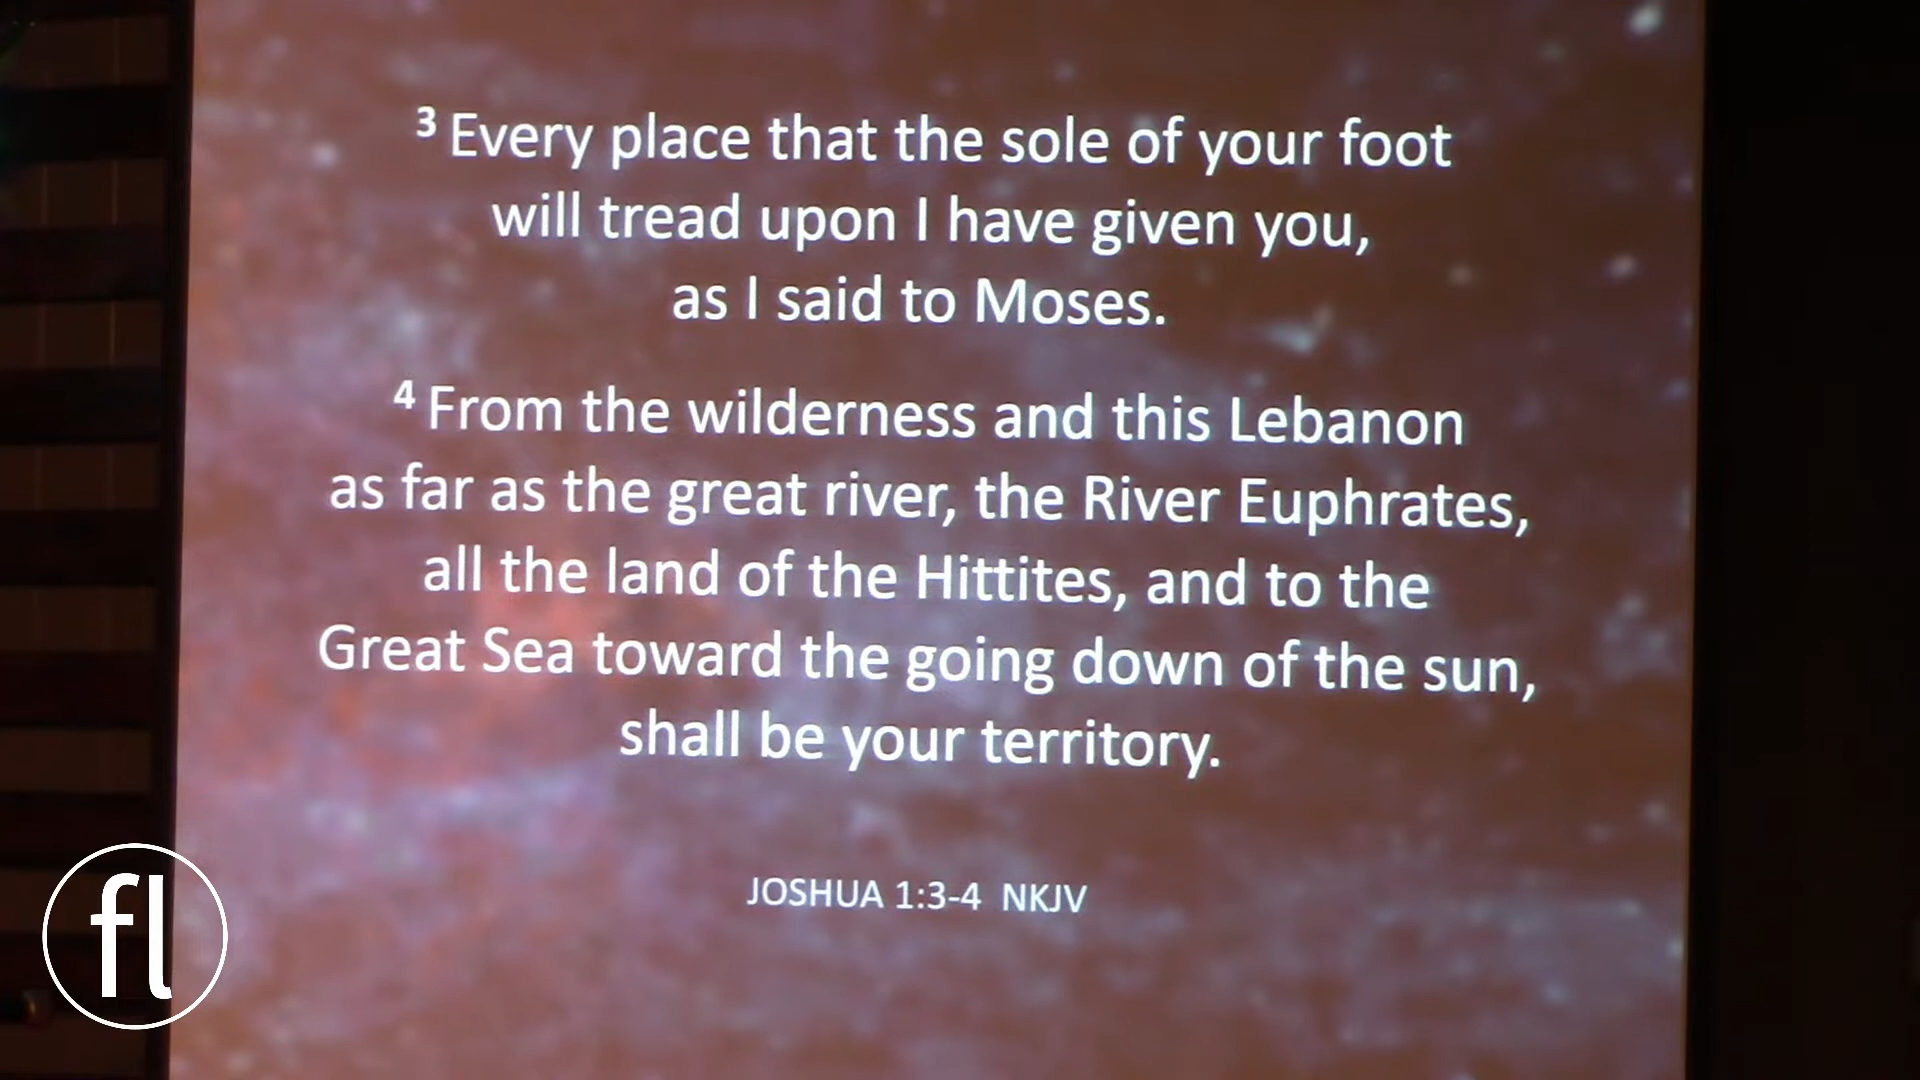 3 Every place that the sole of your foot
will tread upon I have given you,
as I said to Moses.
4 From the wilderness and this Lebanon
as far as the great river, the River Euphrates,
all the land of the Hittites, and to the
Great Sea toward the going down of the sun,
shall be your territory.
JOSHUA 1:3-4 NKJV
fl